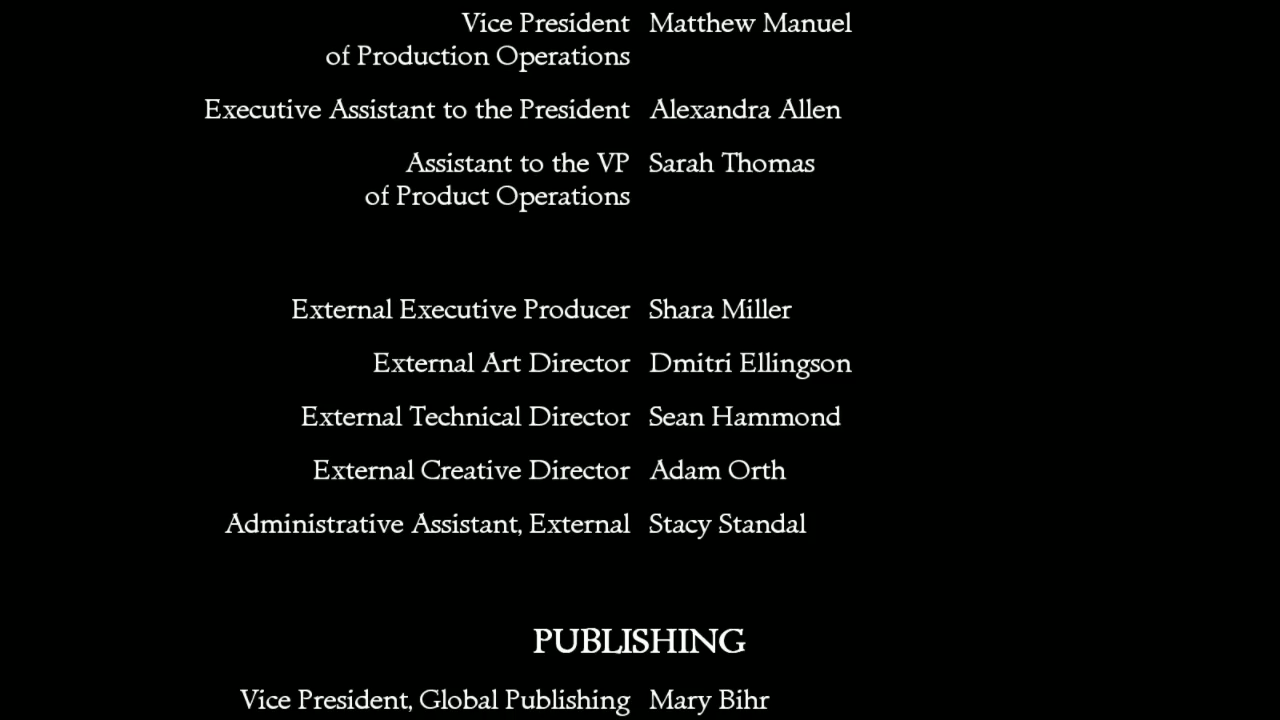 Vice President Matthew Manuel
of Production Operations
Executive Assistant to the President Alexandra Allen
Assistant to the VP Sarah Thomas
of Product Operations
External Executive Producer Shara Miller
External Art Director Dmitri Ellingson
External Technical Director Sean Hammond
External Creative Director Adam Orth
Administrative Assistant, External Stacy Standal
PUBLISHING
Vice President, Global Publishing Mary Bihr